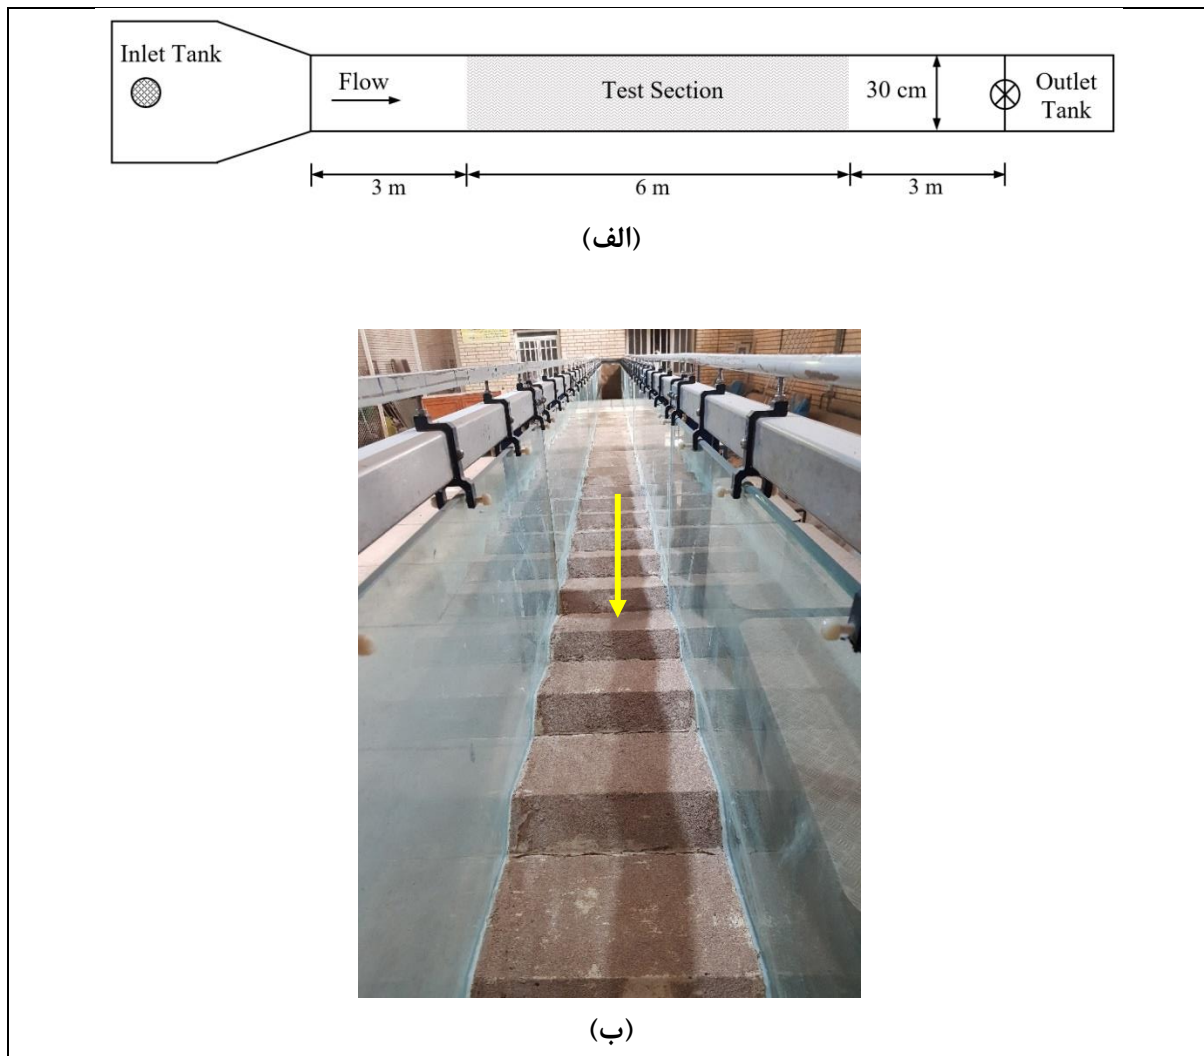 Inlet Tank
Flow
Test Section
30 cm
Outlet
Tank
3 m
6 m
3 m
(الف)
(ب)